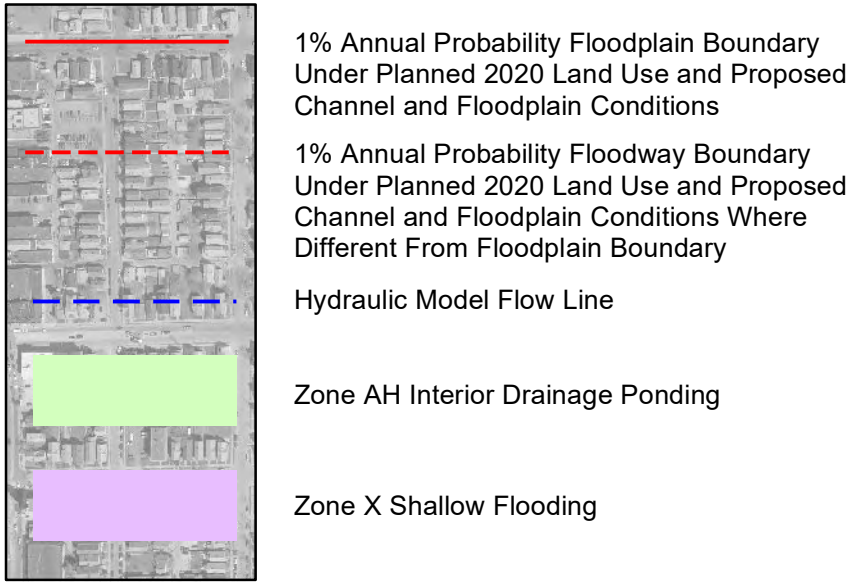 1% Annual Probability Floodplain Boundary
Under Planned 2020 Land Use and Proposed
Channel and Floodplain Conditions
1% Annual Probability Floodway Boundary
Under Planned 2020 Land Use and Proposed
Channel and Floodplain Conditions Where
Different From Floodplain Boundary
Hydraulic Model Flow Line
Zone AH Interior Drainage Ponding
Zone X Shallow Flooding